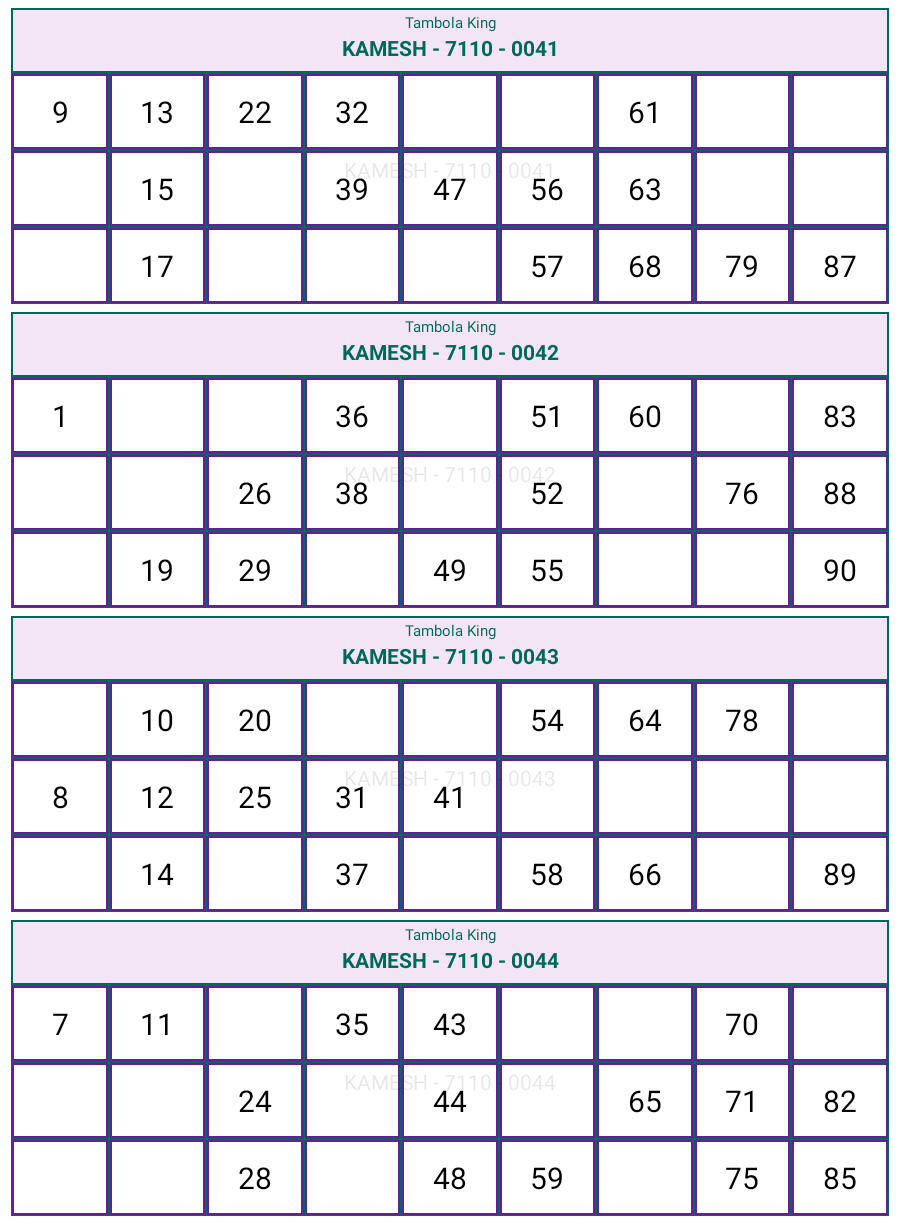 Tambola King
KAMESH - 7110 - 0041
9 13 22 32 61
KAMESH - 7110 - 0041
15 39 47 56 63
17 57 68 79 87
Tambola King
KAMESH - 7110 - 0042
1 36 51 60 83
KAMESH - 7110 - 0042
26 38 52 76 88
19 29 49 55 90
Tambola King
KAMESH - 7110 - 0043
10 20 54 64 78
KAMESH - 7110 - 0043
8 12 25 31 41
14 37 58 66 89
Tambola King
KAMESH - 7110 - 0044
7 11 35 43 70
KAMESH - 7110 - 0044
24 44 65 71 82
28 48 59 75 85